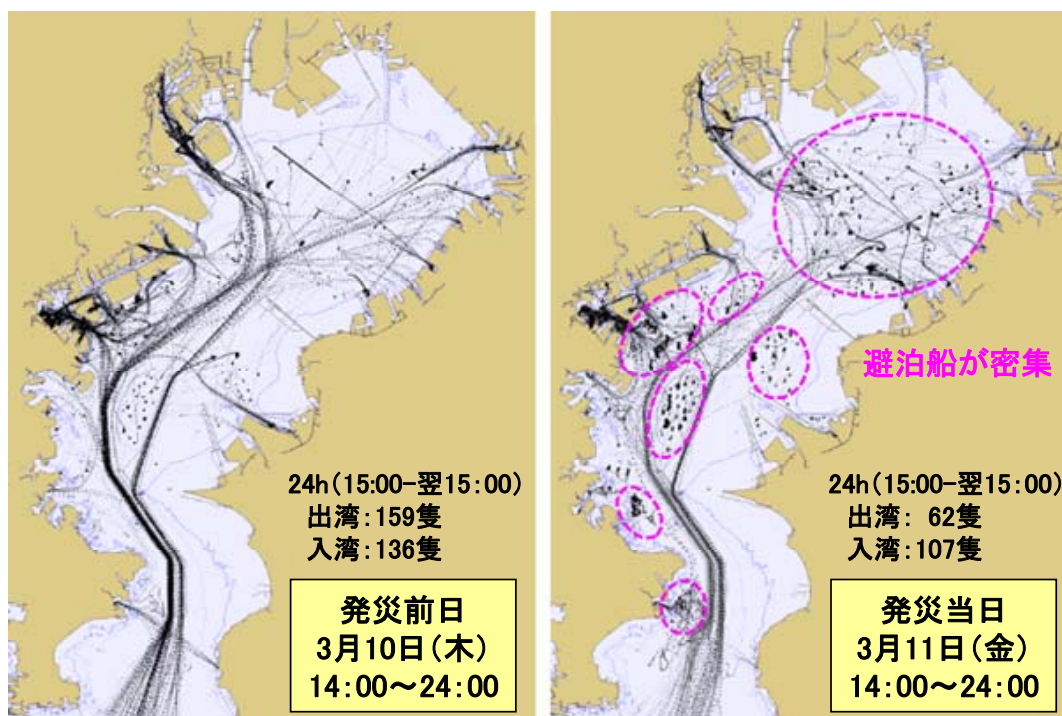 24h(15:00-翌15:00)
出湾:159隻
入湾:136隻
発災前日
3月10日(木)
14:00～24:00
避泊船が密集
24h(15:00-翌15:00)
出湾: 62隻
入湾:107隻
発災当日
3月11日(金)
14:00～24:00